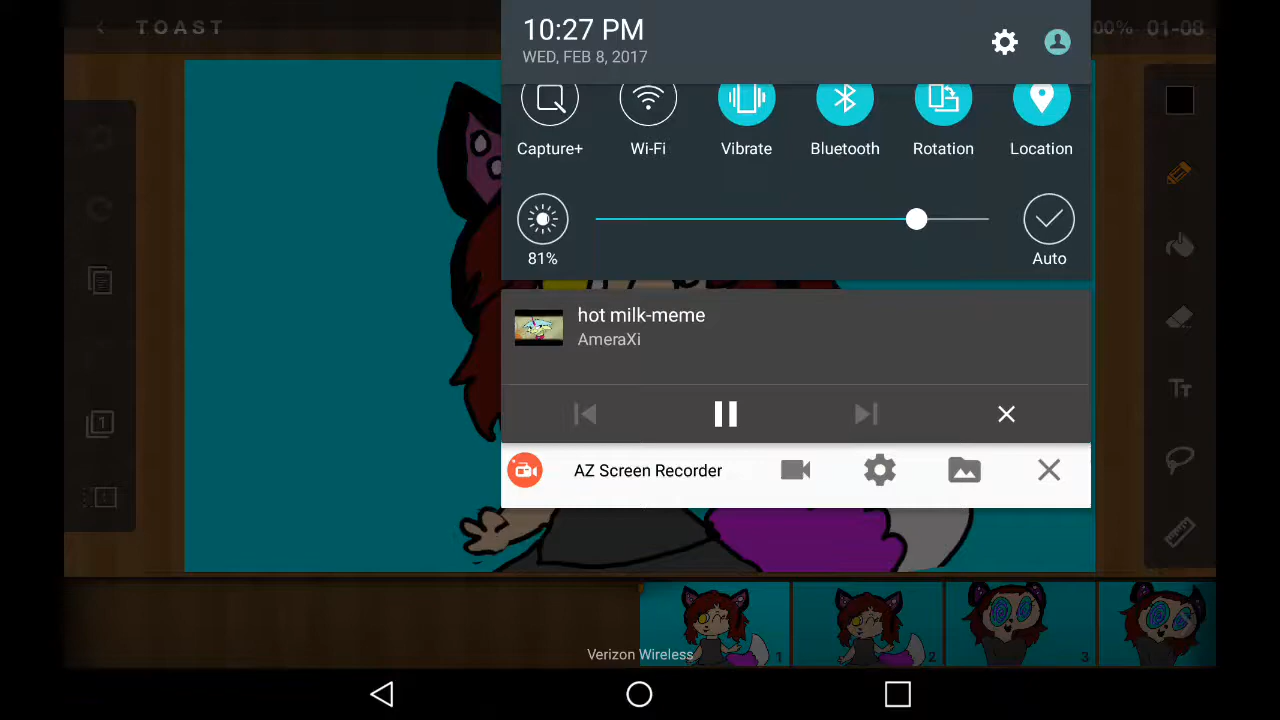 TOAST
00%
01-08
10:27 PM
WED, FEB 8, 2017
Capture+
Wi-Fi
Vibrate
Bluetooth
Rotation
Location
81%
Auto
hot milk-meme
AmeraXi
AZ Screen Recorder
1
Tt
1
2
3
Verizon Wireless